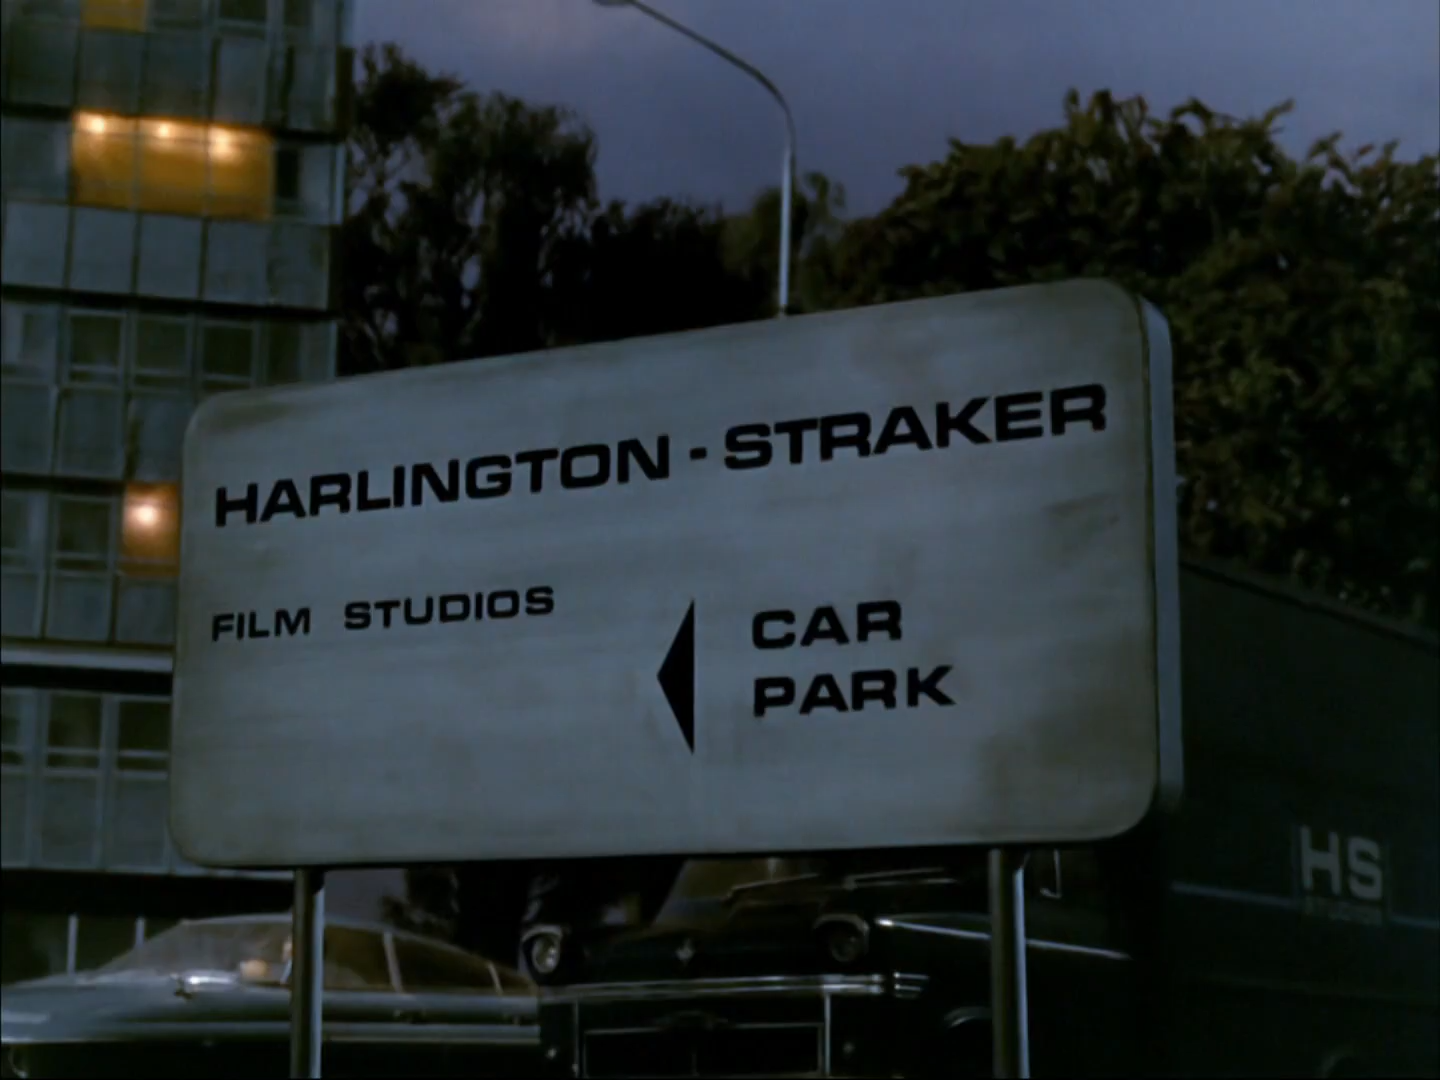 HARLINGTON - STRAKER
FILM STUDIOS
CAR
PARK
HS